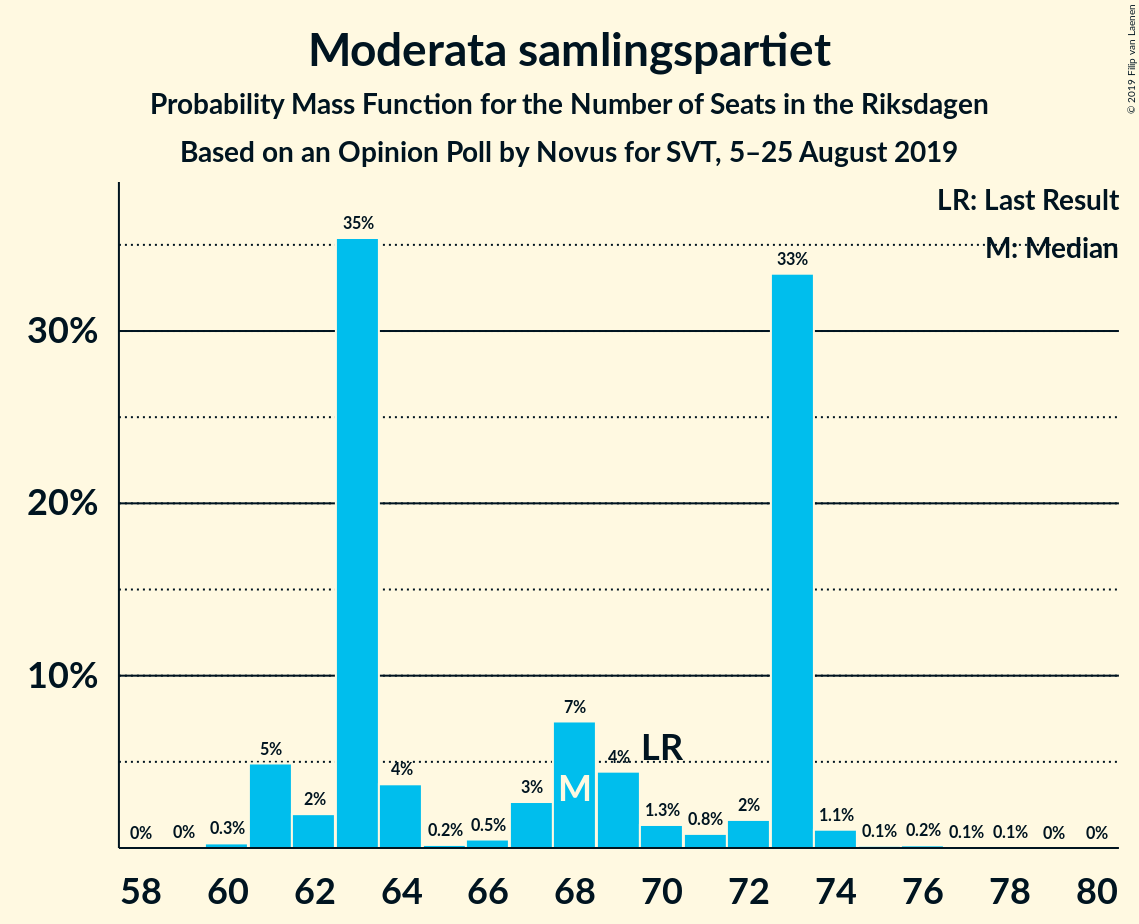 Moderata samlingspartiet
Probability Mass Function for the Number of Seats in the Riksdagen
Based on an Opinion Poll by Novus for SVT, 5–25 August 2019
© 2019 Filip van Laenen
LR: Last Result
M: Median
30%
20%
10%
0%
0%
0.3%
5%
2%
35%
4%
0.2%
0.5%
3%
7%
4%
1.3%
0.8%
2%
33%
1.1%
0.1%
0.2%
0.1%
0.1%
0%
0%
M
LR
58 60 62 64 66 68 70 72 74 76 78 80